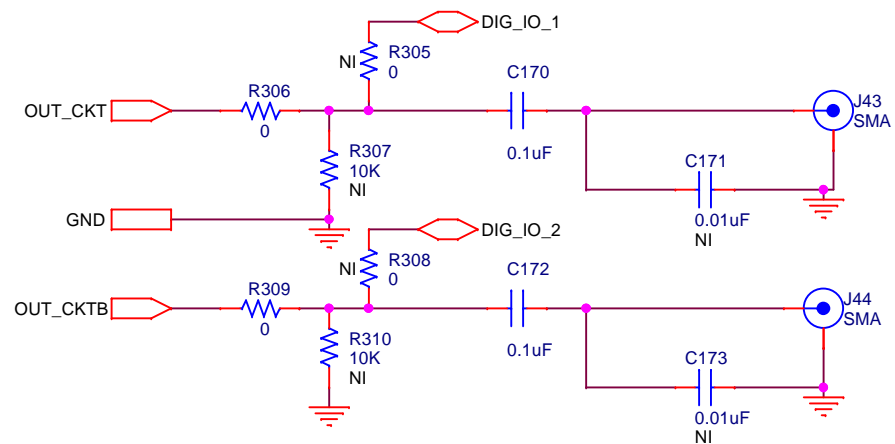 DIG_IO_1
NI
R305
0
R306
0
C170
0.1uF
J43
SMA
OUT_CKT
R307
10K
NI
C171
0.01uF
NI
GND
DIG_IO_2
NI
R308
0
R309
0
C172
0.1uF
J44
SMA
OUT_CKTB
R310
10K
NI
C173
0.01uF
NI